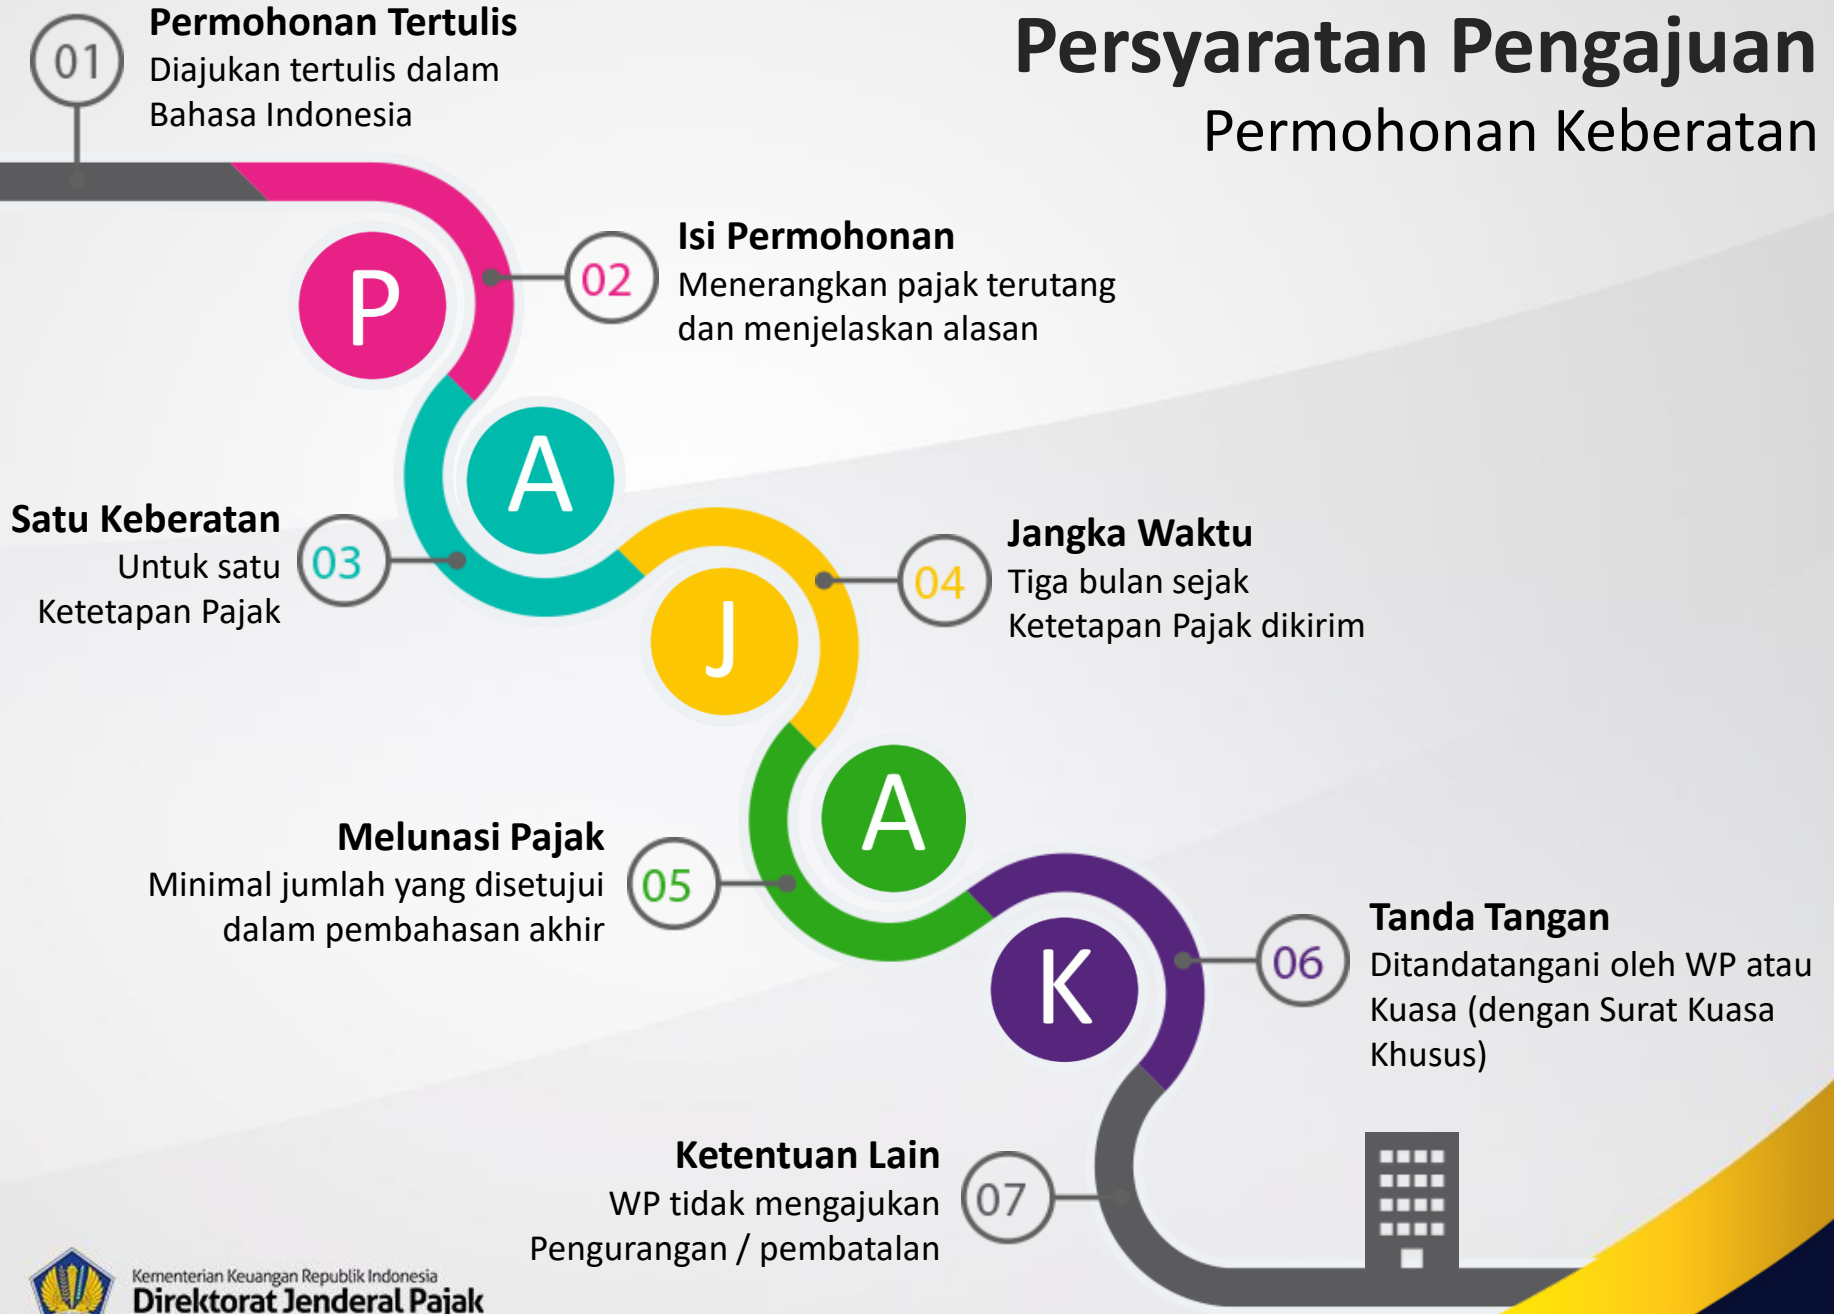 Persyaratan Pengajuan
Permohonan Keberatan
01
Permohonan Tertulis
Diajukan tertulis dalam
Bahasa Indonesia
P
02
Isi Permohonan
Menerangkan pajak terutang
dan menjelaskan alasan
A
Satu Keberatan
Untuk satu
Ketetapan Pajak
03
J
04
Jangka Waktu
Tiga bulan sejak
Ketetapan Pajak dikirim
A
Melunasi Pajak
Minimal jumlah yang disetujui
dalam pembahasan akhir
05
K
06
Tanda Tangan
Ditandatangani oleh WP atau
Kuasa (dengan Surat Kuasa
Khusus)
Ketentuan Lain
WP tidak mengajukan
Pengurangan / pembatalan
07
Kementerian Keuangan Republik Indonesia
Direktorat Jenderal Pajak